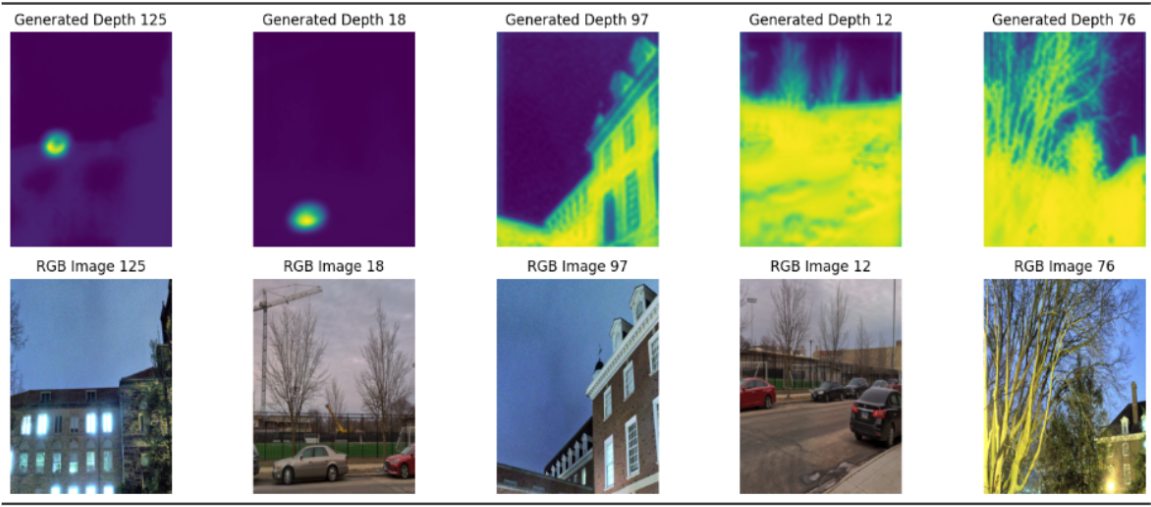 Generated Depth 125
Generated Depth 18
Generated Depth 97
Generated Depth 12
Generated Depth 76
RGB Image 125
RGB Image 18
RGB Image 97
RGB Image 12
RGB Image 76